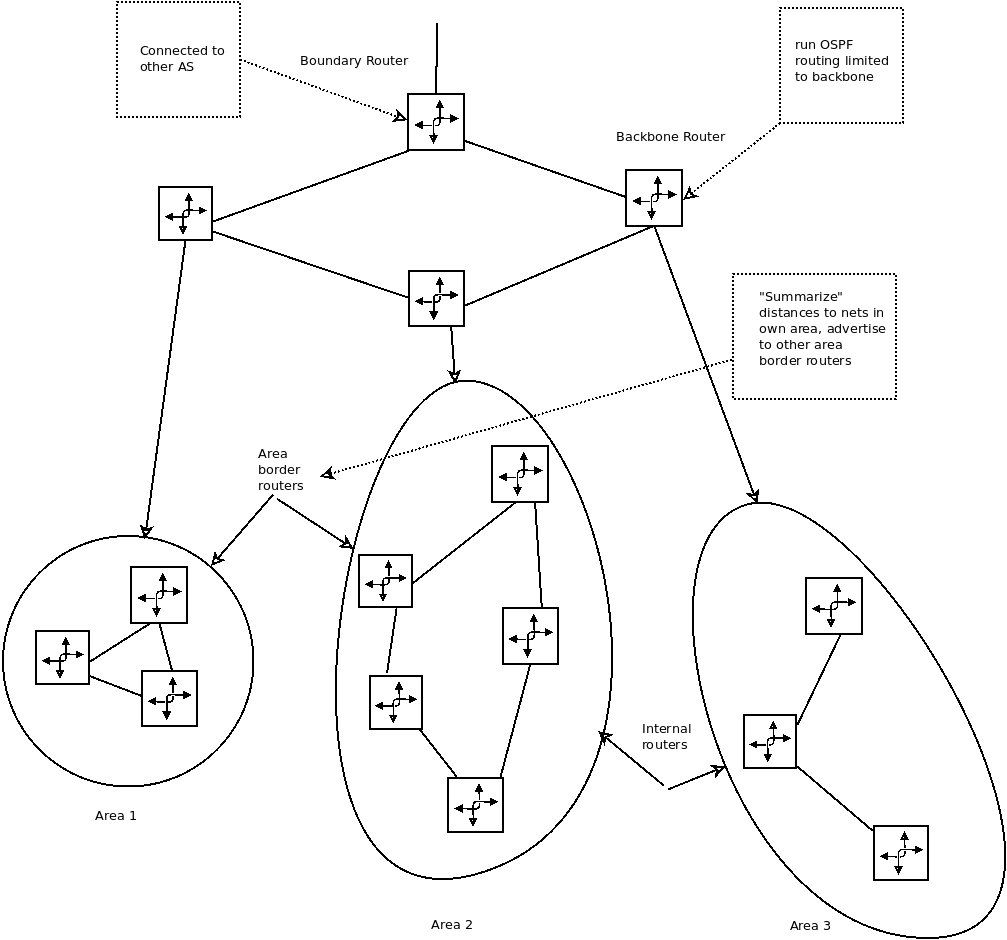 Connected to
other AS
Boundary Router
run OSPF
routing limited
to backbone
Backbone Router
"Summarize"
distances to nets in
own area, advertise
to other area
border routers
Area
border
routers
Internal
routers
Area 1
Area 2
Area 3